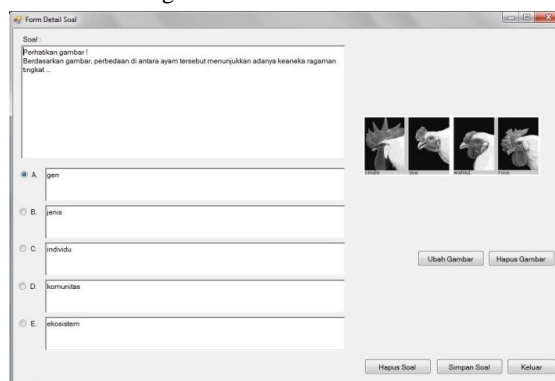 Form Detail Soal
Soal :
Perhatikan gambar !
Berdasarkan gambar, perbedaan di antara ayam tersebut menunjukkan adanya keaneka ragaman
tingkat ...
single pea walnut rose
A. gen
B. jenis
C. individu
Ubah Gambar Hapus Gambar
D. komunitas
E. ekosistem
Hapus Soal Simpan Soal Keluar